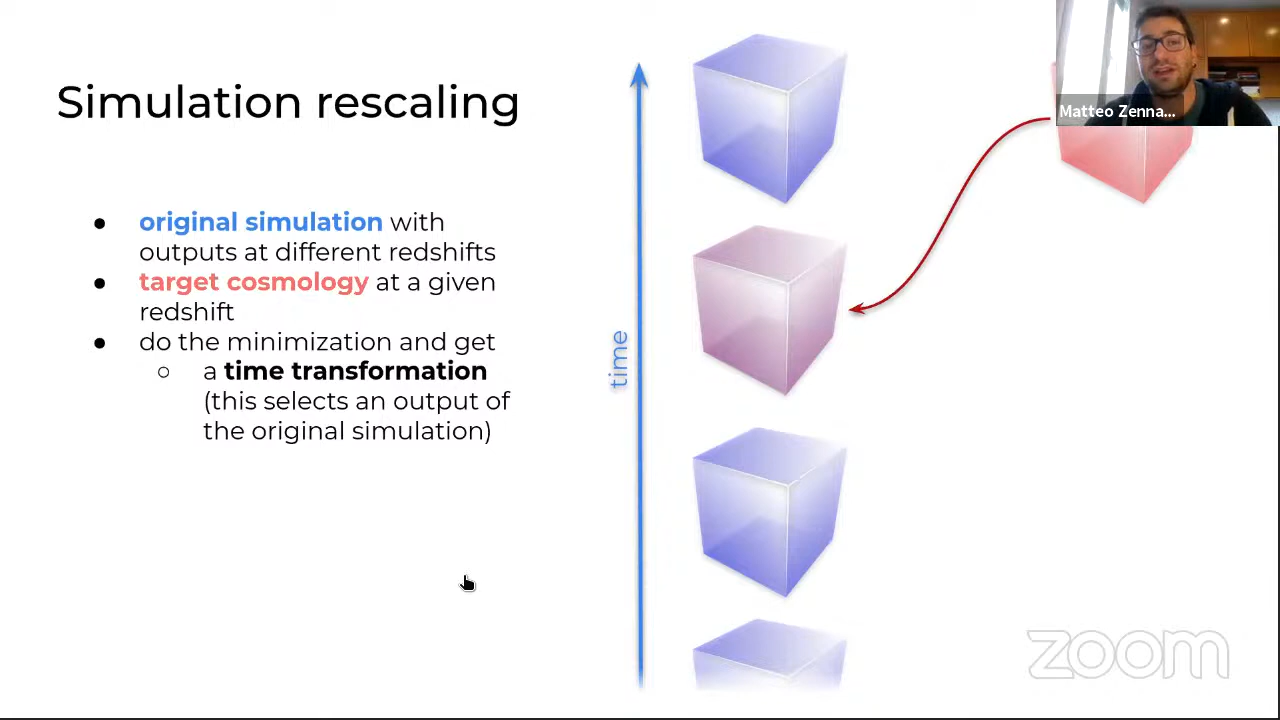 Simulation rescaling
Matteo Zenna...
● original simulation with
outputs at different redshifts
● target cosmology at a given
redshift
● do the minimization and get
○ a time transformation
(this selects an output of
the original simulation)
time
zoom